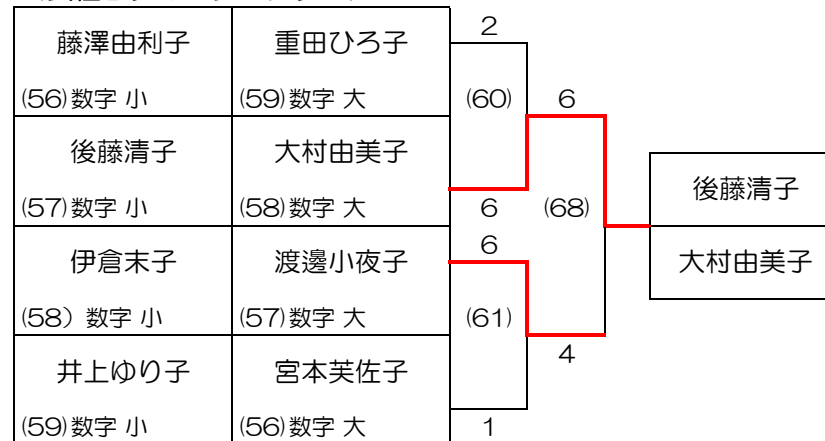 藤澤由利子 重田ひろ子 2
(56)数字 小 (59)数字 大 (60) 6
後藤清子 大村由美子
(57)数字 小 (58)数字 大 6 (68) 後藤清子
伊倉末子 渡邊小夜子 6 大村由美子
(58）数字 小 (57)数字 大 (61)
井上ゆり子 宮本芙佐子 4
(59)数字 小 (56)数字 大 1